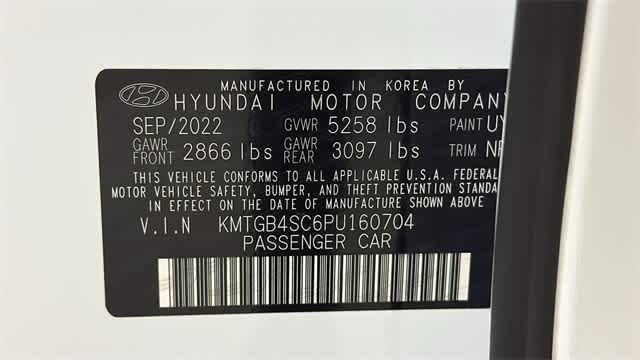 MANUFACTURED IN KOREA BY
HYUNDAI MOTOR COMPANY
SEP/2022 GVWR 5258 lbs PAINT UY
GAWR FRONT 2866 lbs GAWR REAR 3097 lbs TRIM
THIS VEHICLE CONFORMS TO ALL APPLICABLE U.S.A. FEDERAL
MOTOR VEHICLE SAFETY, BUMPER, AND THEFT PREVENTION STANDA
IN EFFECT ON THE DATE OF MANUFACTURE SHOWN ABOVE
V.I.N KMTGB4SC6PU160704
PASSENGER CAR